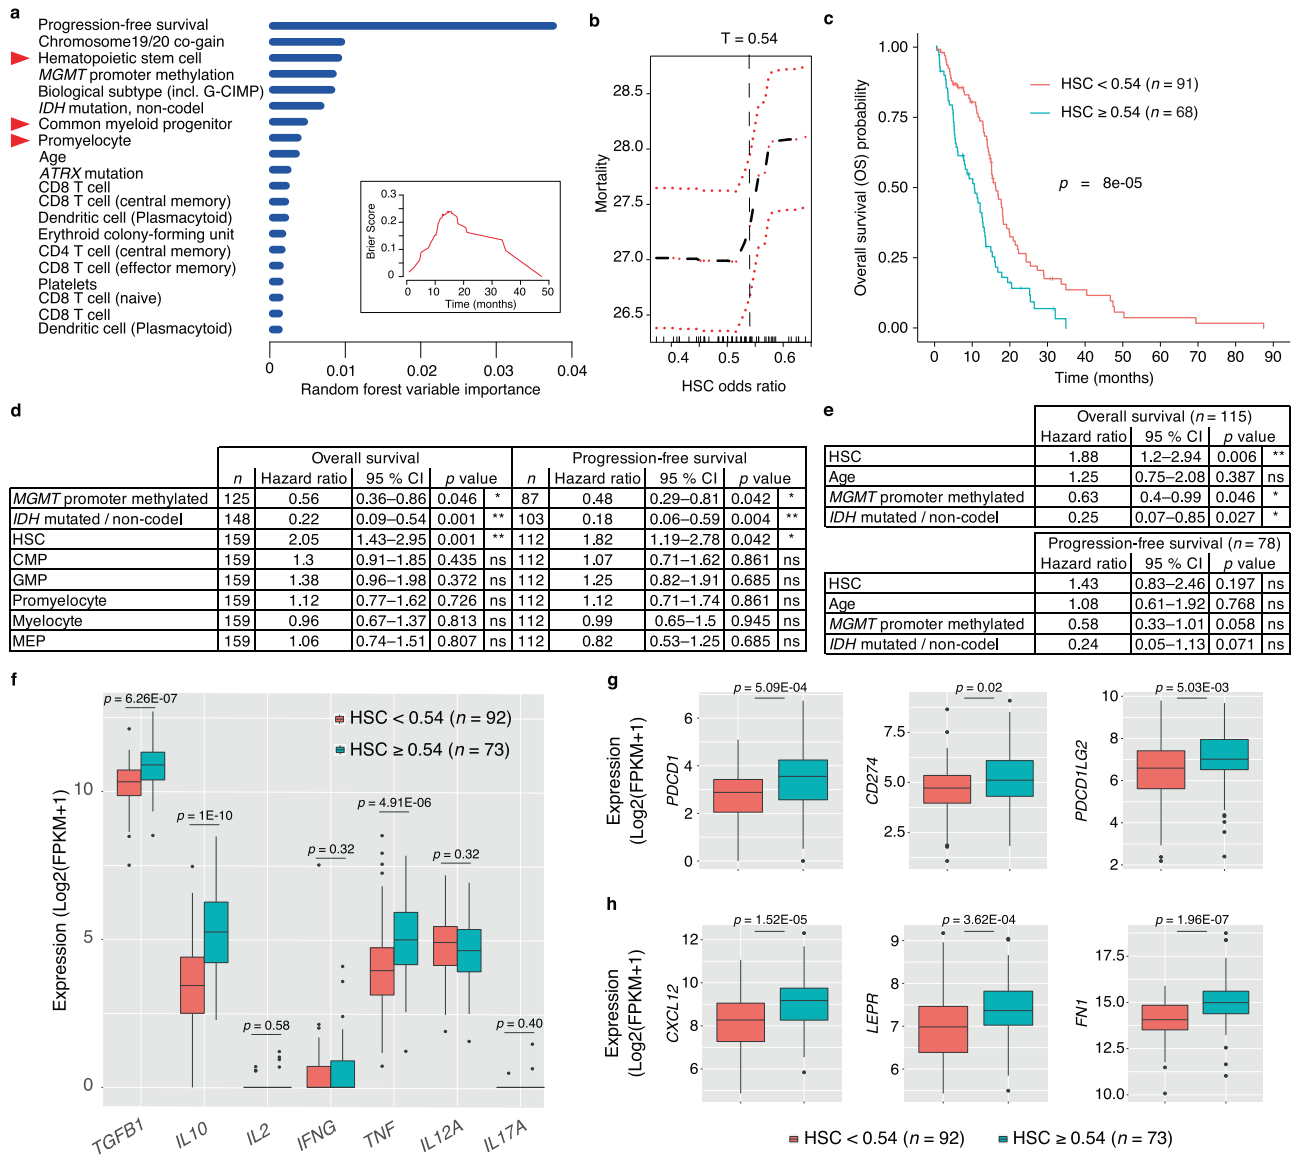 a
Progression-free survival
Chromosome19/20 co-gain
Hematopoietic stem cell
MGMT promoter methylation
Biological subtype (incl. G-CIMP)
IDH mutation, non-codel
Common myeloid progenitor
Promyelocyte
Age
ATRX mutation
CD8 T cell
CD8 T cell (central memory)
Dendritic cell (Plasmacytoid)
Erythroid colony-forming unit
CD4 T cell (central memory)
CD8 T cell (effector memory)
Platelets
CD8 T cell (naive)
CD8 T cell
Dendritic cell (Plasmacytoid)
0 0.01 0.02 0.03 0.04
Random forest variable importance
Brier Score
0.3
0.2
0.1
0
0 10 20 30 40 50
Time (months)
b
T = 0.54
Mortality
28.5
28.0
27.5
27.0
26.5
0.4 0.5 0.6
HSC odds ratio
c
Overall survival (OS) probability
1.00
0.75
0.50
0.25
0.00
HSC < 0.54 (n = 91)
HSC ≥ 0.54 (n = 68)
p = 8e-05
0 10 20 30 40 50 60 70 80 90
Time (months)
d
Overall survival Progression-free survival
n Hazard ratio 95 % CI p value n Hazard ratio 95 % CI p value
MGMT promoter methylated 125 0.56 0.36–0.86 0.046 * 87 0.48 0.29–0.81 0.042 *
IDH mutated / non-codel 148 0.22 0.09–0.54 0.001 ** 103 0.18 0.06–0.59 0.004 **
HSC 159 2.05 1.43–2.95 0.001 ** 112 1.82 1.19–2.78 0.042 *
CMP 159 1.3 0.91–1.85 0.435 ns 112 1.07 0.71–1.62 0.861 ns
GMP 159 1.38 0.96–1.98 0.372 ns 112 1.25 0.82–1.91 0.685 ns
Promyelocyte 159 1.12 0.77–1.62 0.726 ns 112 1.12 0.71–1.74 0.861 ns
Myelocyte 159 0.96 0.67–1.37 0.813 ns 112 0.99 0.65–1.5 0.945 ns
MEP 159 1.06 0.74–1.51 0.807 ns 112 0.82 0.53–1.25 0.685 ns
e
Overall survival (n = 115)
Hazard ratio 95 % CI p value
HSC 1.88 1.2–2.94 0.006 **
Age 1.25 0.75–2.08 0.387 ns
MGMT promoter methylated 0.63 0.4–0.99 0.046 *
IDH mutated / non-codel 0.25 0.07–0.85 0.027 *
Progression-free survival (n = 78)
Hazard ratio 95 % CI p value
HSC 1.43 0.83–2.46 0.197 ns
Age 1.08 0.61–1.92 0.768 ns
MGMT promoter methylated 0.58 0.33–1.01 0.058 ns
IDH mutated / non-codel 0.24 0.05–1.13 0.071 ns
f
Expression (Log2(FPKM+1)
10
5
0
HSC < 0.54 (n = 92)
HSC ≥ 0.54 (n = 73)
p = 6.26E-07
p = 1E-10
p = 0.58
p = 0.32
p = 4.91E-06
p = 0.32
p = 0.40
TGFB1 IL10 IL2 IFNG TNF IL12A IL17A
g
Expression
(Log2(FPKM+1)
PDCD1
6
4
2
0
p = 5.09E-04
CD274
7.5
5.0
2.5
p = 0.02
PDCD1LG2
10
8
6
4
2
p = 5.03E-03
h
Expression
(Log2(FPKM+1)
CXCL12
12
10
8
6
p = 1.52E-05
LEPR
9
8
7
6
p = 3.62E-04
FN1
17.5
15.0
12.5
10.0
p = 1.96E-07
HSC < 0.54 (n = 92) HSC ≥ 0.54 (n = 73)